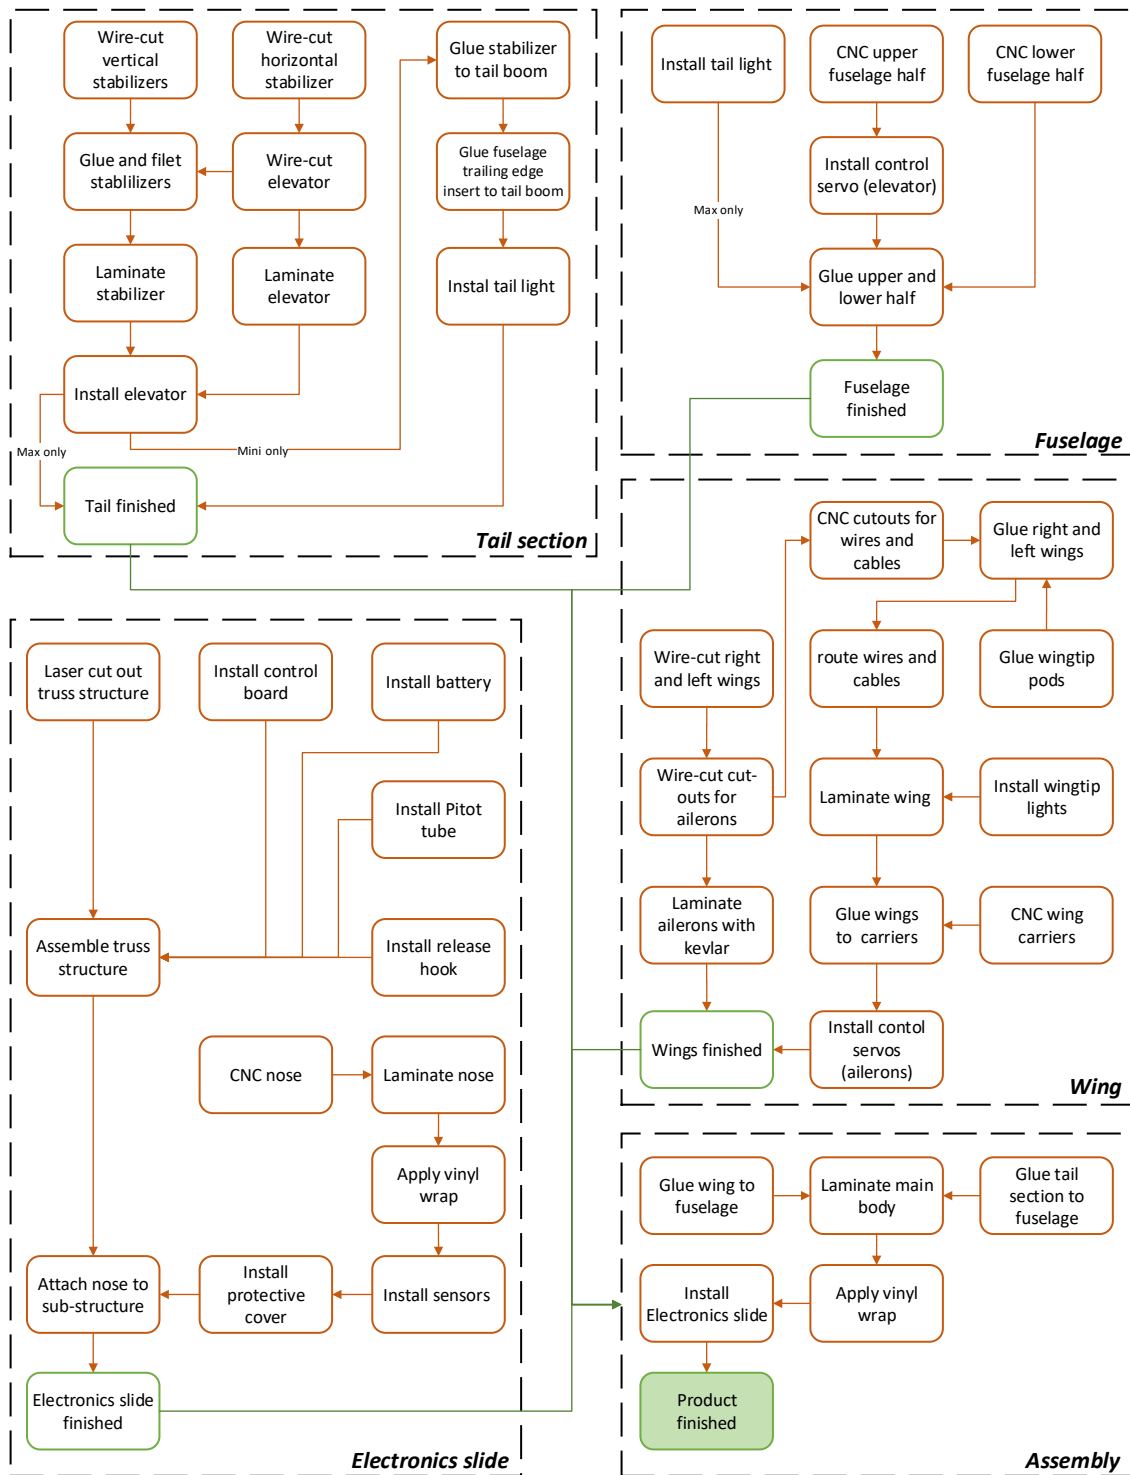 Wire-cut
vertical
stabilizers
Wire-cut
horizontal
stabilizer
Glue stabilizer
to tail boom
Glue and filet
stablilizers
Wire-cut
elevator
Glue fuselage
trailing edge
insert to tail boom
Laminate
stabilizer
Laminate
elevator
Instal tail light
Install elevator
Max only
Mini only
Tail finished
Tail section
Install tail light
CNC upper
fuselage half
CNC lower
fuselage half
Install control
servo (elevator)
Max only
Glue upper and
lower half
Fuselage
finished
Fuselage
CNC cutouts for
wires and
cables
Glue right and
left wings
Wire-cut right
and left wings
route wires and
cables
Glue wingtip
pods
Wire-cut cut-
outs for
ailerons
Laminate wing
Install wingtip
lights
Laminate
ailerons with
kevlar
Glue wings
to  carriers
CNC wing
carriers
Wings finished
Install contol
servos
(ailerons)
Wing
Laser cut out
truss structure
Install control
board
Install battery
Install Pitot
tube
Assemble truss
structure
Install release
hook
CNC nose
Laminate nose
Apply vinyl
wrap
Attach nose to
sub-structure
Install
protective
cover
Install sensors
Electronics slide
finished
Electronics slide
Glue wing to
fuselage
Laminate main
body
Glue tail
section to
fuselage
Install
Electronics slide
Apply vinyl
wrap
Product
finished
Assembly